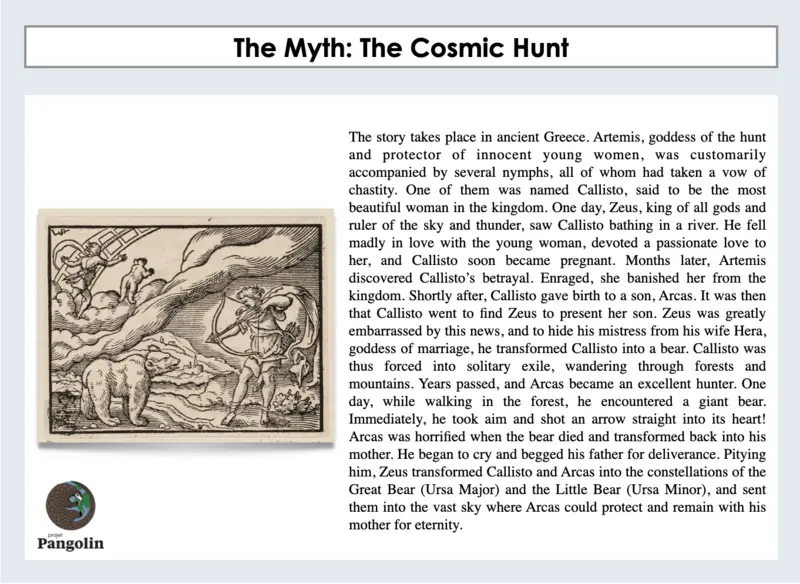 The Myth: The Cosmic Hunt
The story takes place in ancient Greece. Artemis, goddess of the hunt
and protector of innocent young women, was customarily
accompanied by several nymphs, all of whom had taken a vow of
chastity. One of them was named Callisto, said to be the most
beautiful woman in the kingdom. One day, Zeus, king of all gods and
ruler of the sky and thunder, saw Callisto bathing in a river. He fell
madly in love with the young woman, devoted a passionate love to
her, and Callisto soon became pregnant. Months later, Artemis
discovered Callisto’s betrayal. Enraged, she banished her from the
kingdom. Shortly after, Callisto gave birth to a son, Arcas. It was then
that Callisto went to find Zeus to present her son. Zeus was greatly
embarrassed by this news, and to hide his mistress from his wife Hera,
goddess of marriage, he transformed Callisto into a bear. Callisto was
thus forced into solitary exile, wandering through forests and
mountains. Years passed, and Arcas became an excellent hunter. One
day, while walking in the forest, he encountered a giant bear.
Immediately, he took aim and shot an arrow straight into its heart!
Arcas was horrified when the bear died and transformed back into his
mother. He began to cry and begged his father for deliverance. Pitying
him, Zeus transformed Callisto and Arcas into the constellations of the
Great Bear (Ursa Major) and the Little Bear (Ursa Minor), and sent
them into the vast sky where Arcas could protect and remain with his
mother for eternity.
projet
Pangolin